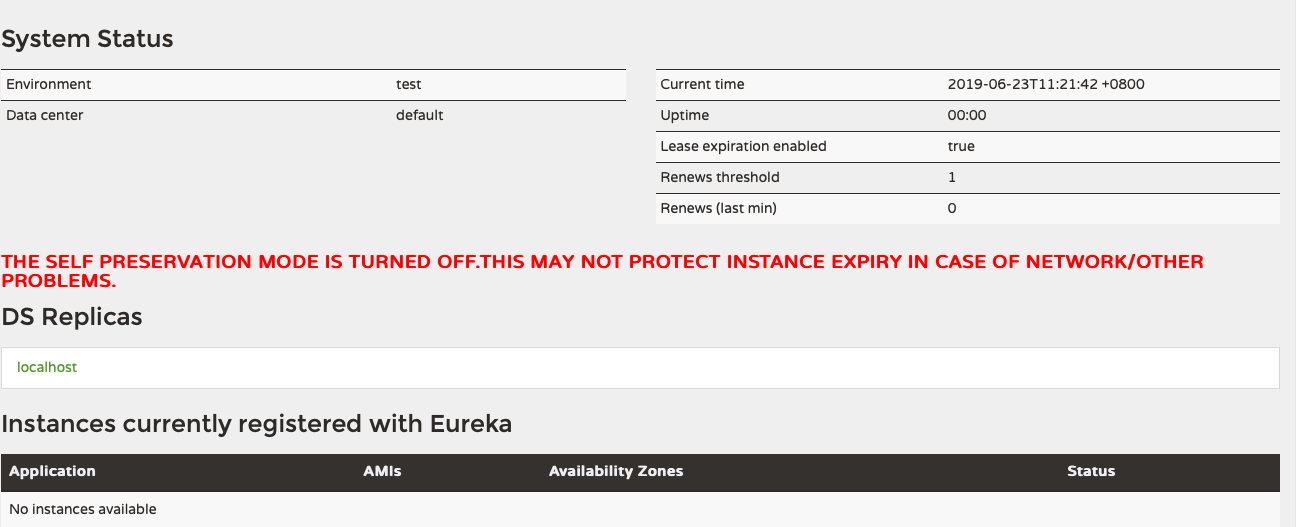 System Status
Environment test
Data center default
Current time 2019-06-23T11:21:42 +0800
Uptime 00:00
Lease expiration enabled true
Renews threshold 1
Renews (last min) 0
THE SELF PRESERVATION MODE IS TURNED OFF.THIS MAY NOT PROTECT INSTANCE EXPIRY IN CASE OF NETWORK/OTHER
PROBLEMS.
DS Replicas
localhost
Instances currently registered with Eureka
Application AMIs Availability Zones Status
No instances available